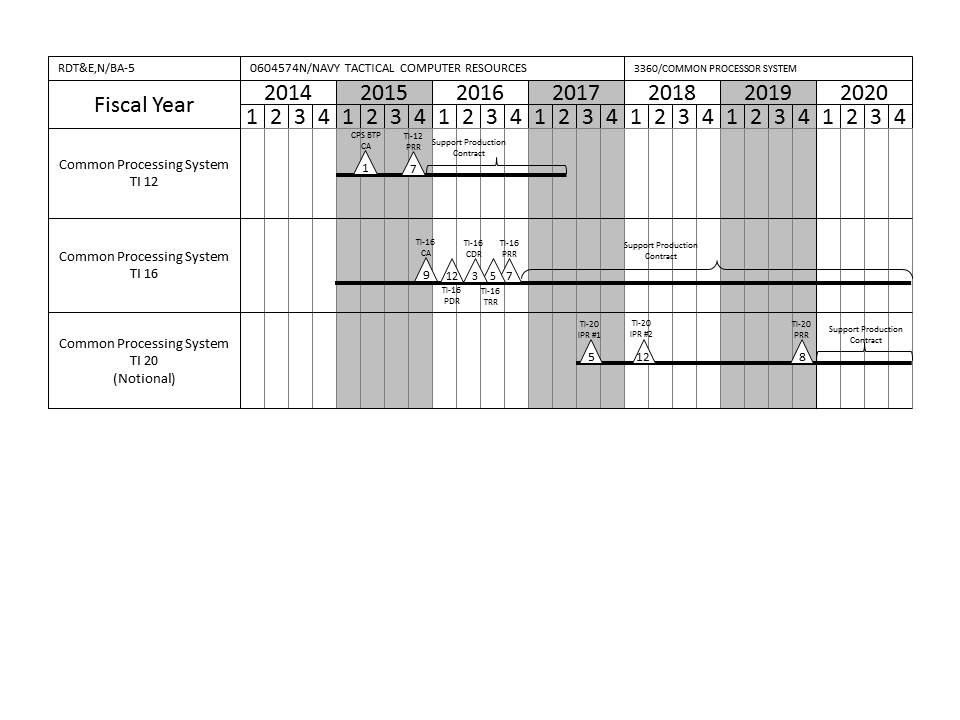 RDT&E,N/BA-5 0604574N/NAVY TACTICAL COMPUTER RESOURCES 3360/COMMON PROCESSOR SYSTEM
Fiscal Year 2014 2015 2016 2017 2018 2019 2020
1 2 3 4 1 2 3 4 1 2 3 4 1 2 3 4 1 2 3 4 1 2 3 4 1 2 3 4
Common Processing System
TI 12
CPS BTP
CA
1
TI-12
PRR
7
Support Production
Contract
Common Processing System
TI 16
TI-16
CA
9
12
TI-16
PDR
TI-16
CDR
3
5
TI-16
TRR
TI-16
PRR
7
Support Production
Contract
Common Processing System
TI 20
(Notional)
TI-20
IPR #1
5
TI-20
IPR #2
12
TI-20
PRR
8
Support Production
Contract